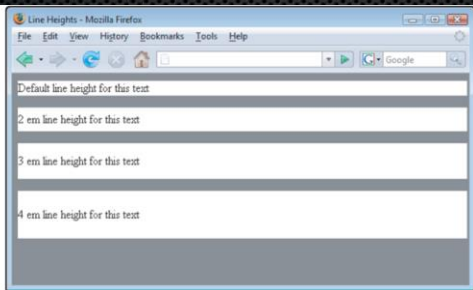 Line Heights - Mozilla Firefox
File Edit View History Bookmarks Tools Help
G Google
Default line height for this text
2 em line height for this text
3 em line height for this text
4 em line height for this text